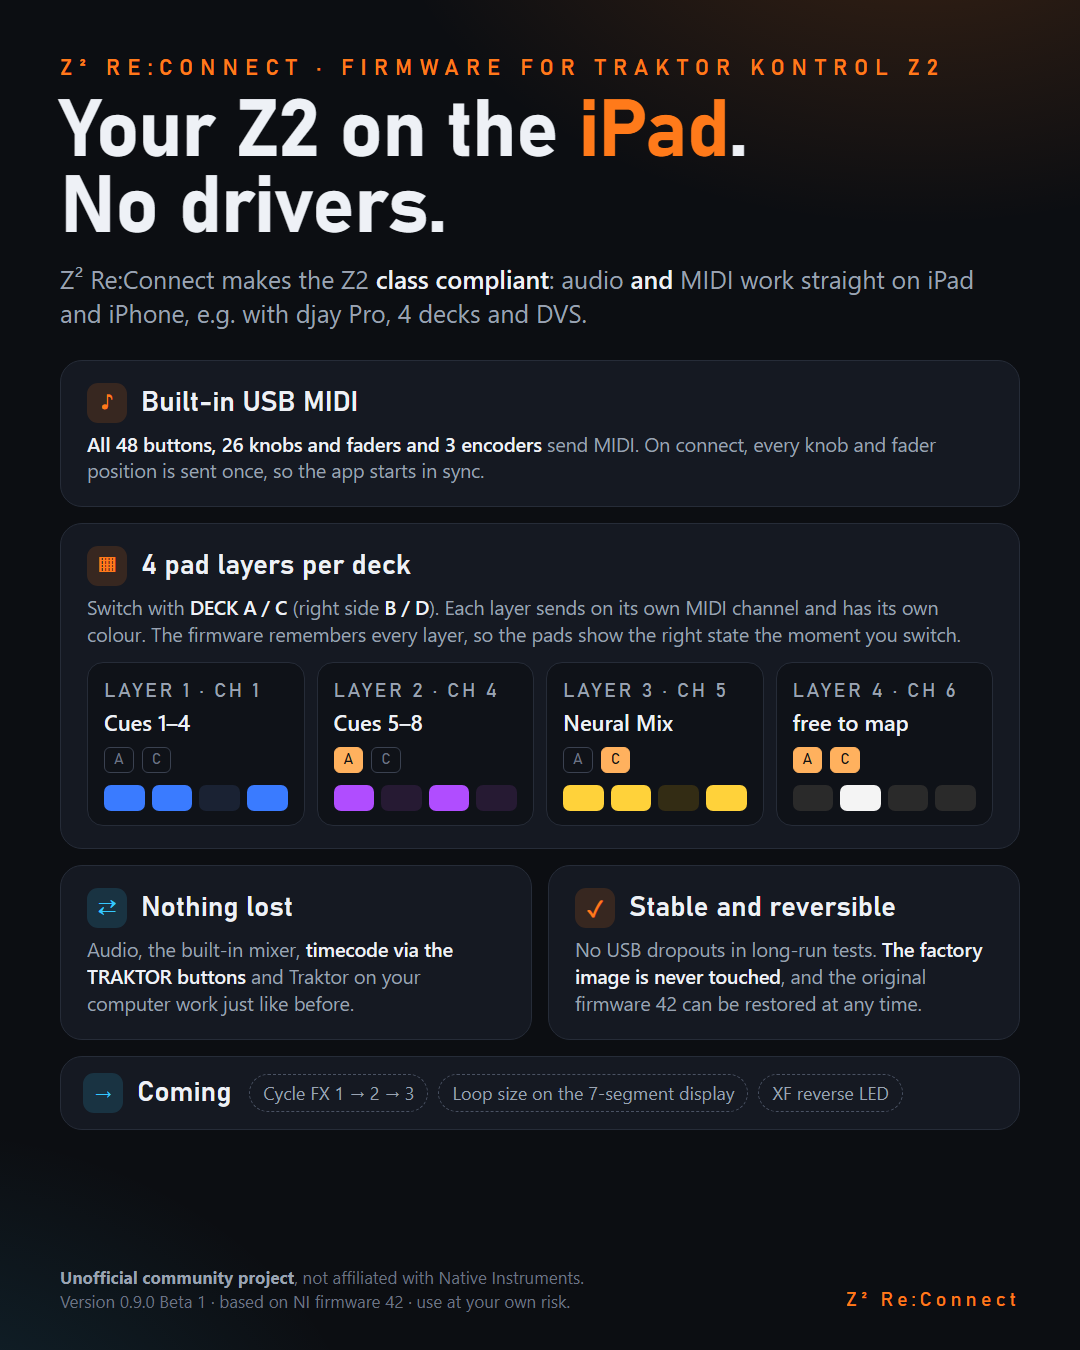 Z² RE:CONNECT · FIRMWARE FOR TRAKTOR KONTROL Z2
Your Z2 on the iPad.
No drivers.
Z² Re:Connect makes the Z2 class compliant: audio and MIDI work straight on iPad
and iPhone, e.g. with djay Pro, 4 decks and DVS.
♪ Built-in USB MIDI
All 48 buttons, 26 knobs and faders and 3 encoders send MIDI. On connect, every knob and fader
position is sent once, so the app starts in sync.
▦ 4 pad layers per deck
Switch with DECK A / C (right side B / D). Each layer sends on its own MIDI channel and has its own
colour. The firmware remembers every layer, so the pads show the right state the moment you switch.
LAYER 1 · CH 1
Cues 1–4
A C
LAYER 2 · CH 4
Cues 5–8
A C
LAYER 3 · CH 5
Neural Mix
A C
LAYER 4 · CH 6
free to map
A C
⇄ Nothing lost
Audio, the built-in mixer, timecode via the
TRAKTOR buttons and Traktor on your
computer work just like before.
✓ Stable and reversible
No USB dropouts in long-run tests. The factory
image is never touched, and the original
firmware 42 can be restored at any time.
→ Coming
Cycle FX 1 → 2 → 3
Loop size on the 7-segment display
XF reverse LED
Unofficial community project, not affiliated with Native Instruments.
Version 0.9.0 Beta 1 · based on NI firmware 42 · use at your own risk.
Z² Re:Connect